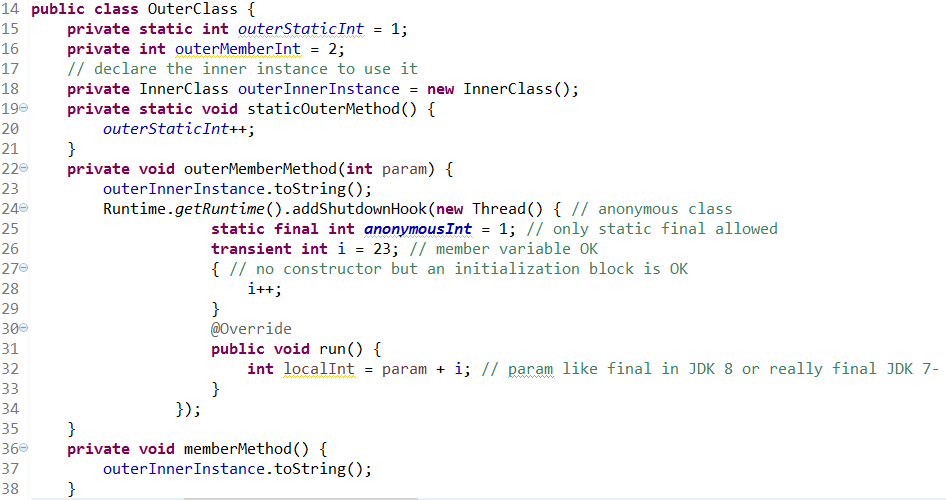 14 public class OuterClass {
15     private static int outerStaticInt = 1;
16     private int outerMemberInt = 2;
17     // declare the inner instance to use it
18     private InnerClass outerInnerInstance = new InnerClass();
19     private static void staticOuterMethod() {
20         outerStaticInt++;
21     }
22     private void outerMemberMethod(int param) {
23         outerInnerInstance.toString();
24         Runtime.getRuntime().addShutdownHook(new Thread() { // anonymous class
25                     static final int anonymousInt = 1; // only static final allowed
26                     transient int i = 23; // member variable OK
27                     { // no constructor but an initialization block is OK
28                         i++;
29                     }
30                     @Override
31                     public void run() {
32                         int localInt = param + i; // param like final in JDK 8 or really final JDK 7-
33                     }
34                 });
35     }
36     private void memberMethod() {
37         outerInnerInstance.toString();
38     }